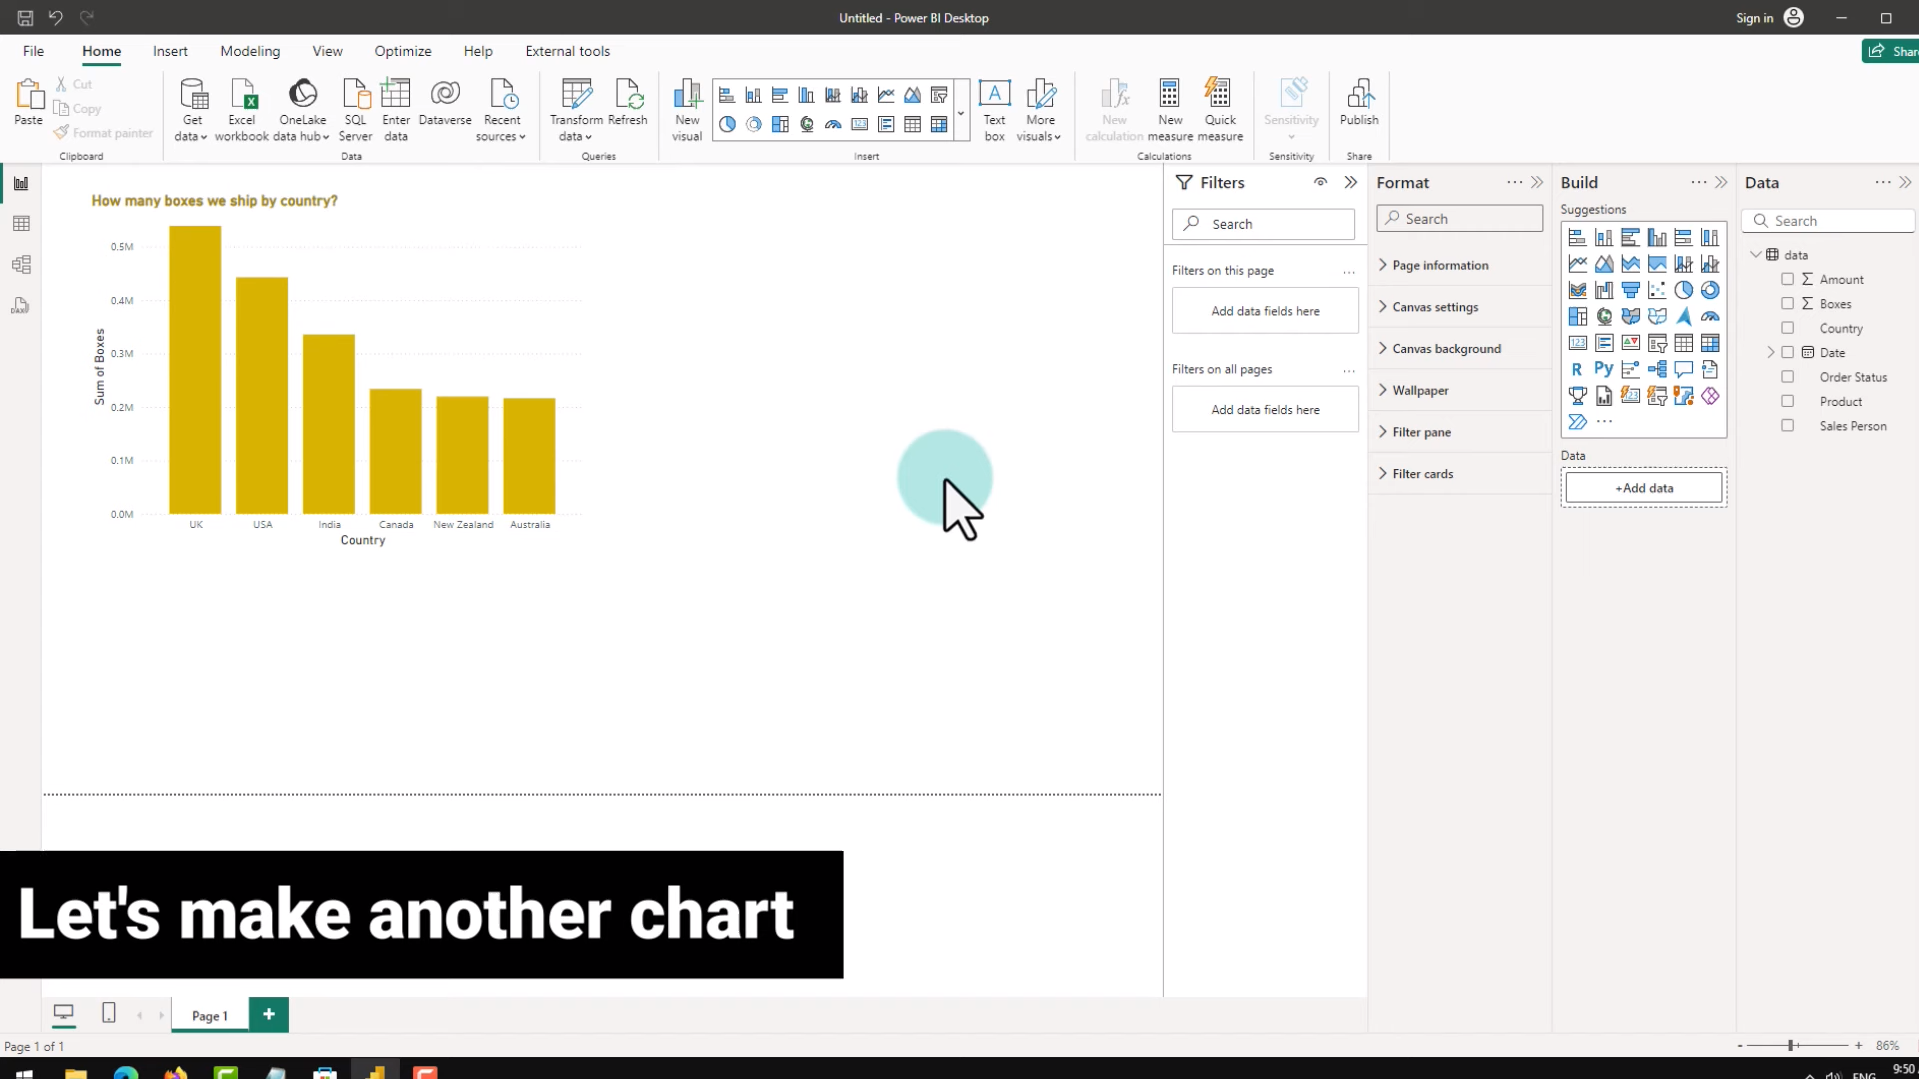 Untitled - Power BI Desktop
Sign in
File Home Insert Modeling View Optimize Help External tools
Share
Paste
Cut
Copy
Format painter
Clipboard
Get data
Excel workbook
OneLake data hub
SQL Server
Enter data
Dataverse
Recent sources
Data
Transform data
Refresh
Queries
New visual
Text box
More visuals
Insert
New calculation
New measure
Quick measure
Calculations
Sensitivity
Sensitivity
Publish
Share
How many boxes we ship by country?
Sum of Boxes
0.5M
0.4M
0.3M
0.2M
0.1M
0.0M
UK USA India Canada New Zealand Australia
Country
Filters
Search
Filters on this page
Add data fields here
Filters on all pages
Add data fields here
Format
Search
Page information
Canvas settings
Canvas background
Wallpaper
Filter pane
Filter cards
Build
Suggestions
R Py
Data
+Add data
Data
Search
data
Amount
Boxes
Country
Date
Order Status
Product
Sales Person
Let's make another chart
Page 1
Page 1 of 1
- + 86%
ENG
9:50